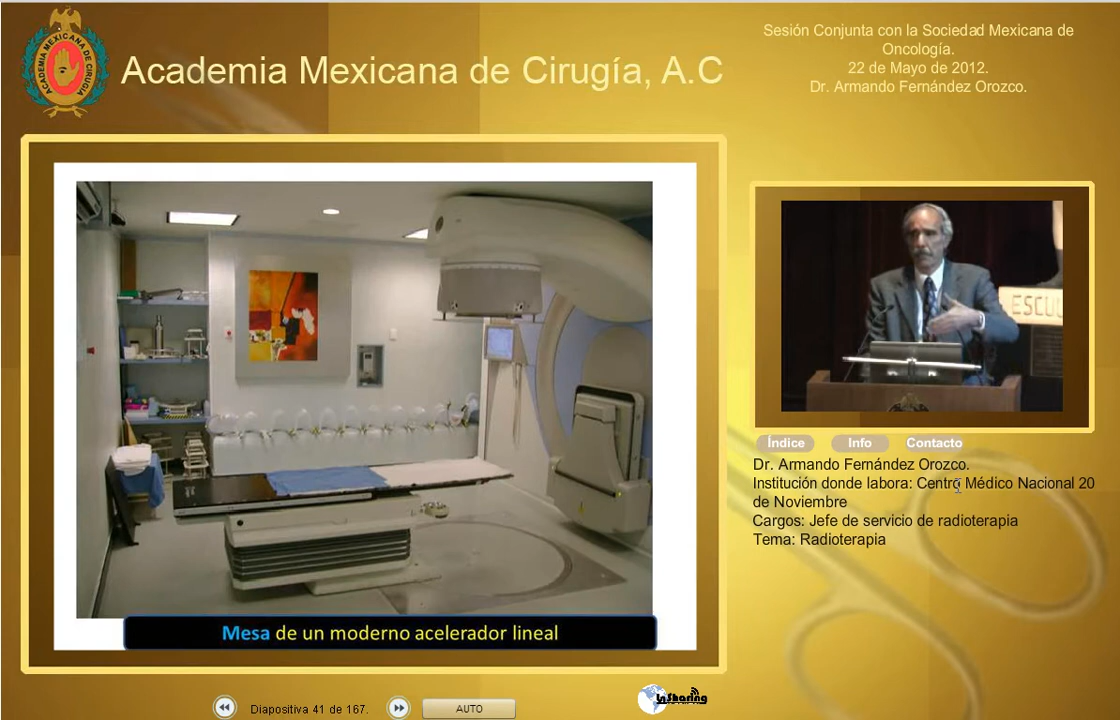 ACADEMIA MEXICANA DE CIRUGIA
Academia Mexicana de Cirugía, A.C
Sesión Conjunta con la Sociedad Mexicana de
Oncología.
22 de Mayo de 2012.
Dr. Armando Fernández Orozco.
ESCU
Índice Info Contacto
Dr. Armando Fernández Orozco.
Institución donde labora: Centro Médico Nacional 20
de Noviembre
Cargos: Jefe de servicio de radioterapia
Tema: Radioterapia
Mesa de un moderno acelerador lineal
Diapositiva 41 de 167.
AUTO
InSharing